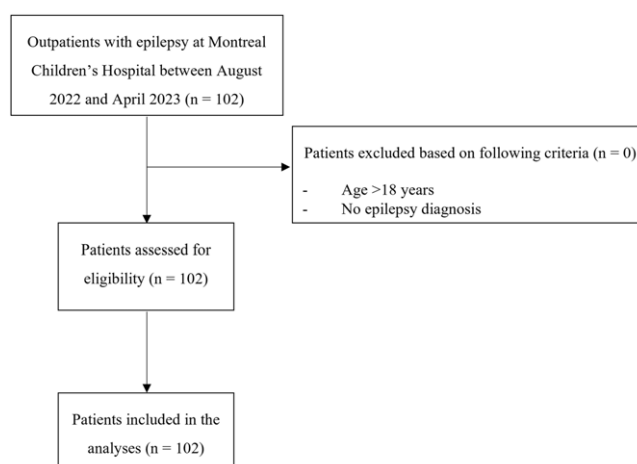 Outpatients with epilepsy at Montreal
Children’s Hospital between August
2022 and April 2023 (n = 102)
Patients excluded based on following criteria (n = 0)
- Age >18 years
- No epilepsy diagnosis
Patients assessed for
eligibility (n = 102)
Patients included in the
analyses (n = 102)